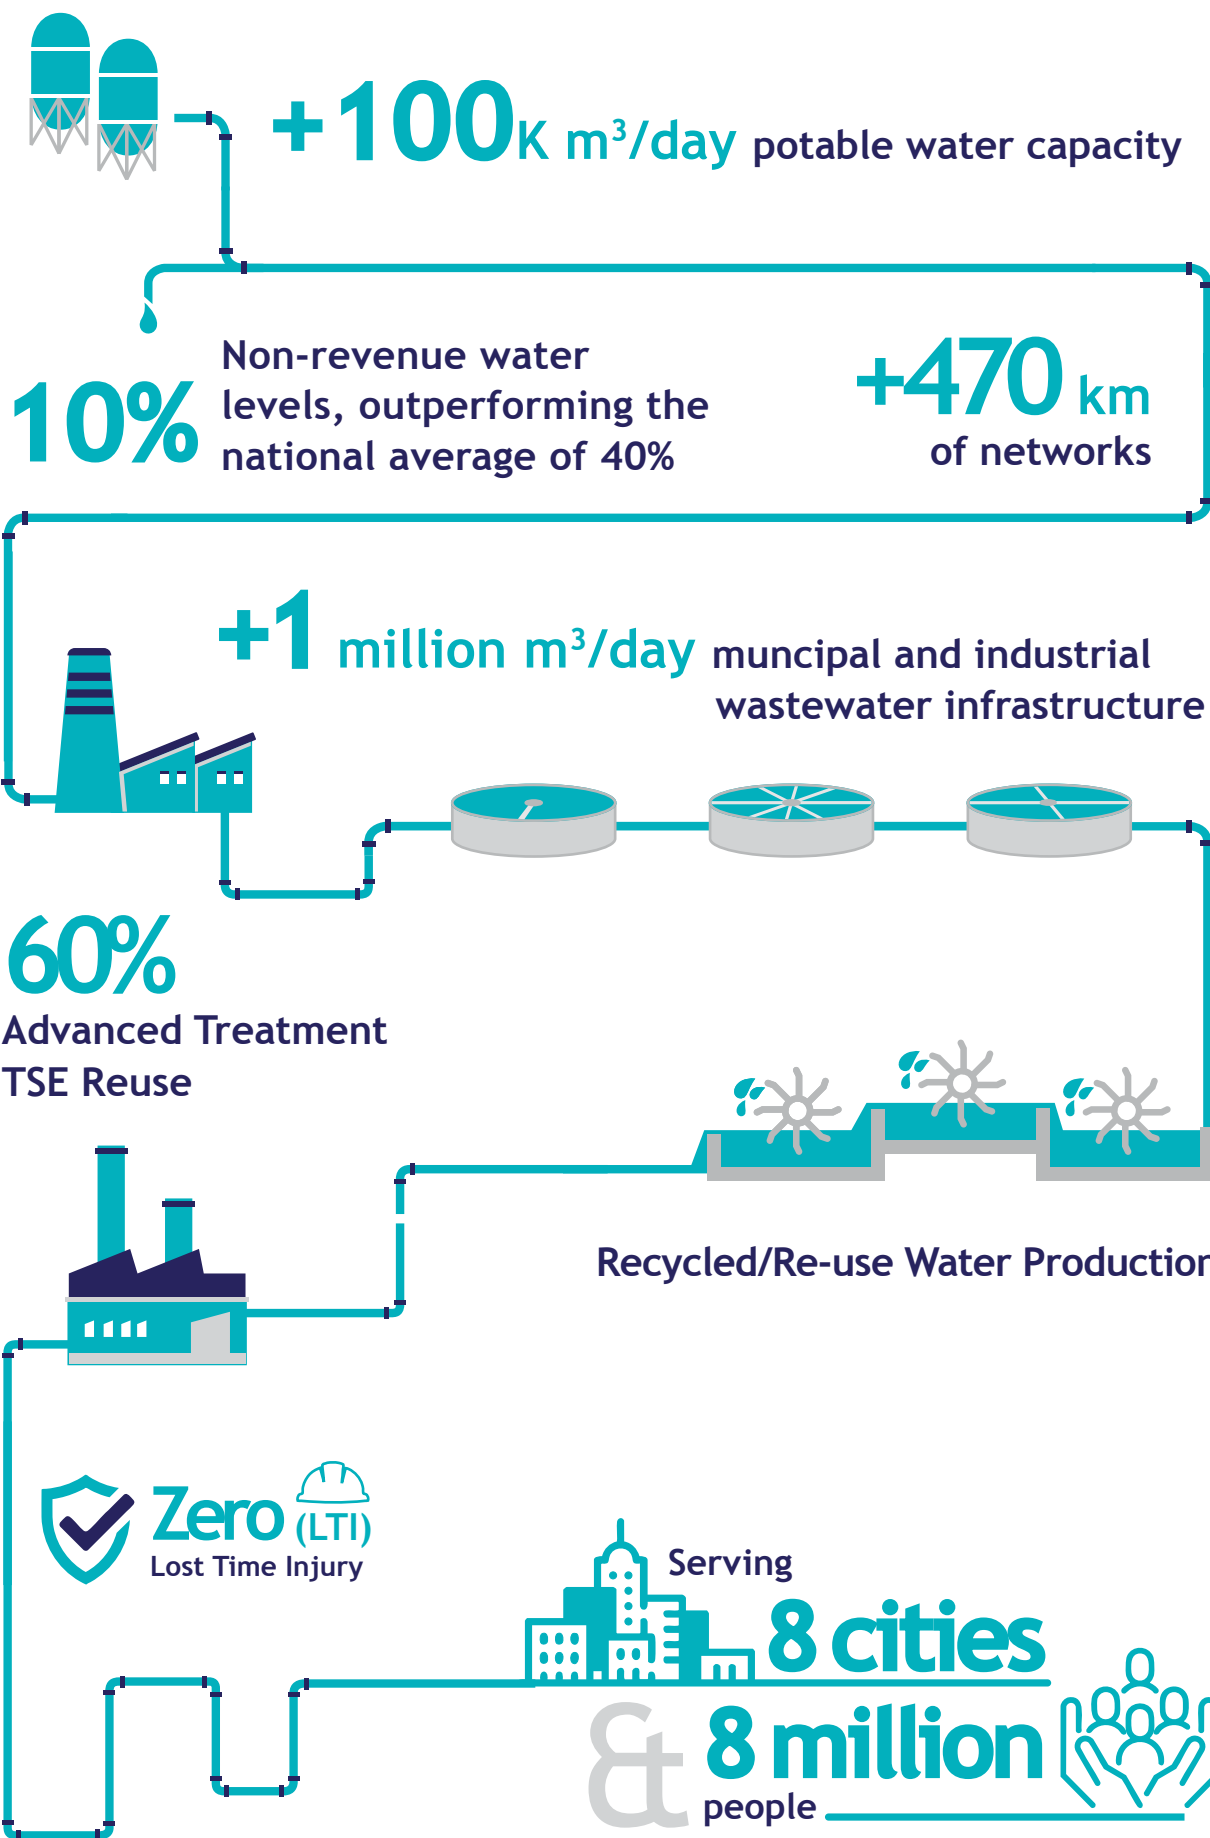 +100K m³/day potable water capacity
10%
Non-revenue water
levels, outperforming the
national average of 40%
+470 km
of networks
+1 million m³/day muncipal and industrial
wastewater infrastructure
60%
Advanced Treatment
TSE Reuse
Recycled/Re-use Water Production
Zero (LTI)
Lost Time Injury
Serving
8 cities
& 8 million
people